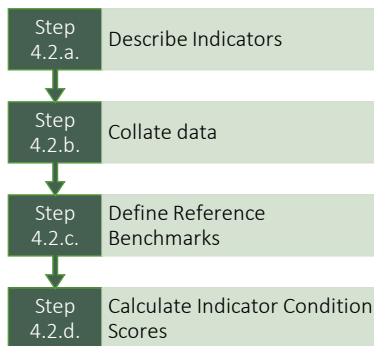 Step
4.2.a.
Describe Indicators
Step
4.2.b.
Collate data
Step
4.2.c.
Define Reference
Benchmarks
Step
4.2.d.
Calculate Indicator Condition
Scores